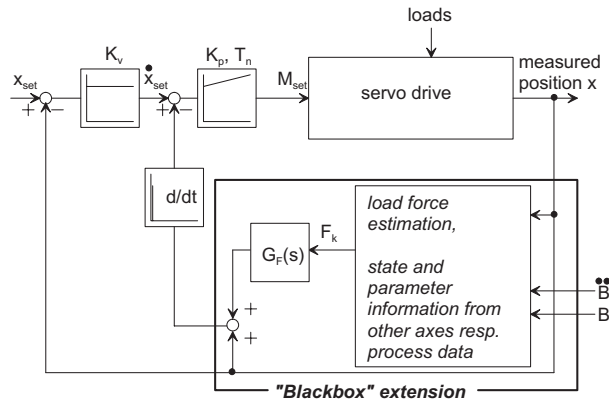 loads
K_v
K_p, T_n
x_set
ẋ_set
M_set
servo drive
measured
position x
+
−
+
−
d/dt
load force
estimation,
state and
parameter
information from
other axes resp.
process data
F_k
G_F(s)
B̈
B
+
+
"Blackbox" extension